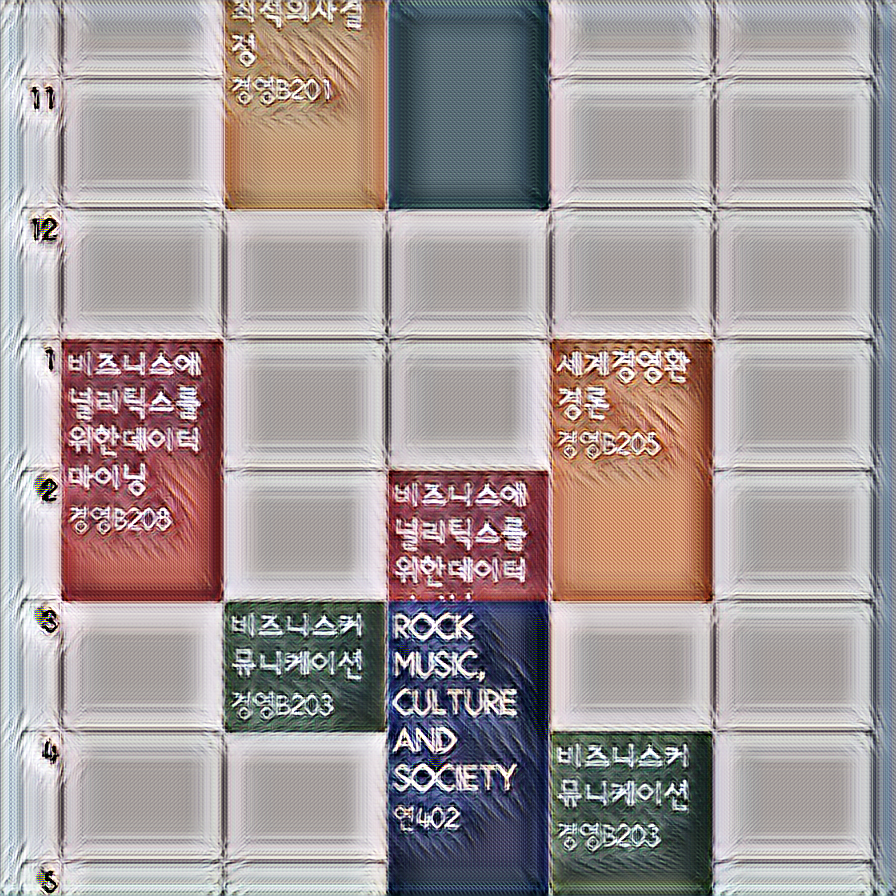 최적의사결
정
경영B201
11
12
1
비즈니스애
널리틱스를
위한데이터
마이닝
경영B208
세계경영환
경론
경영B205
2
비즈니스애
널리틱스를
위한데이터
3
비즈니스커
뮤니케이션
경영B203
ROCK
MUSIC,
CULTURE
AND
SOCIETY
연402
4
비즈니스커
뮤니케이션
경영B203
5